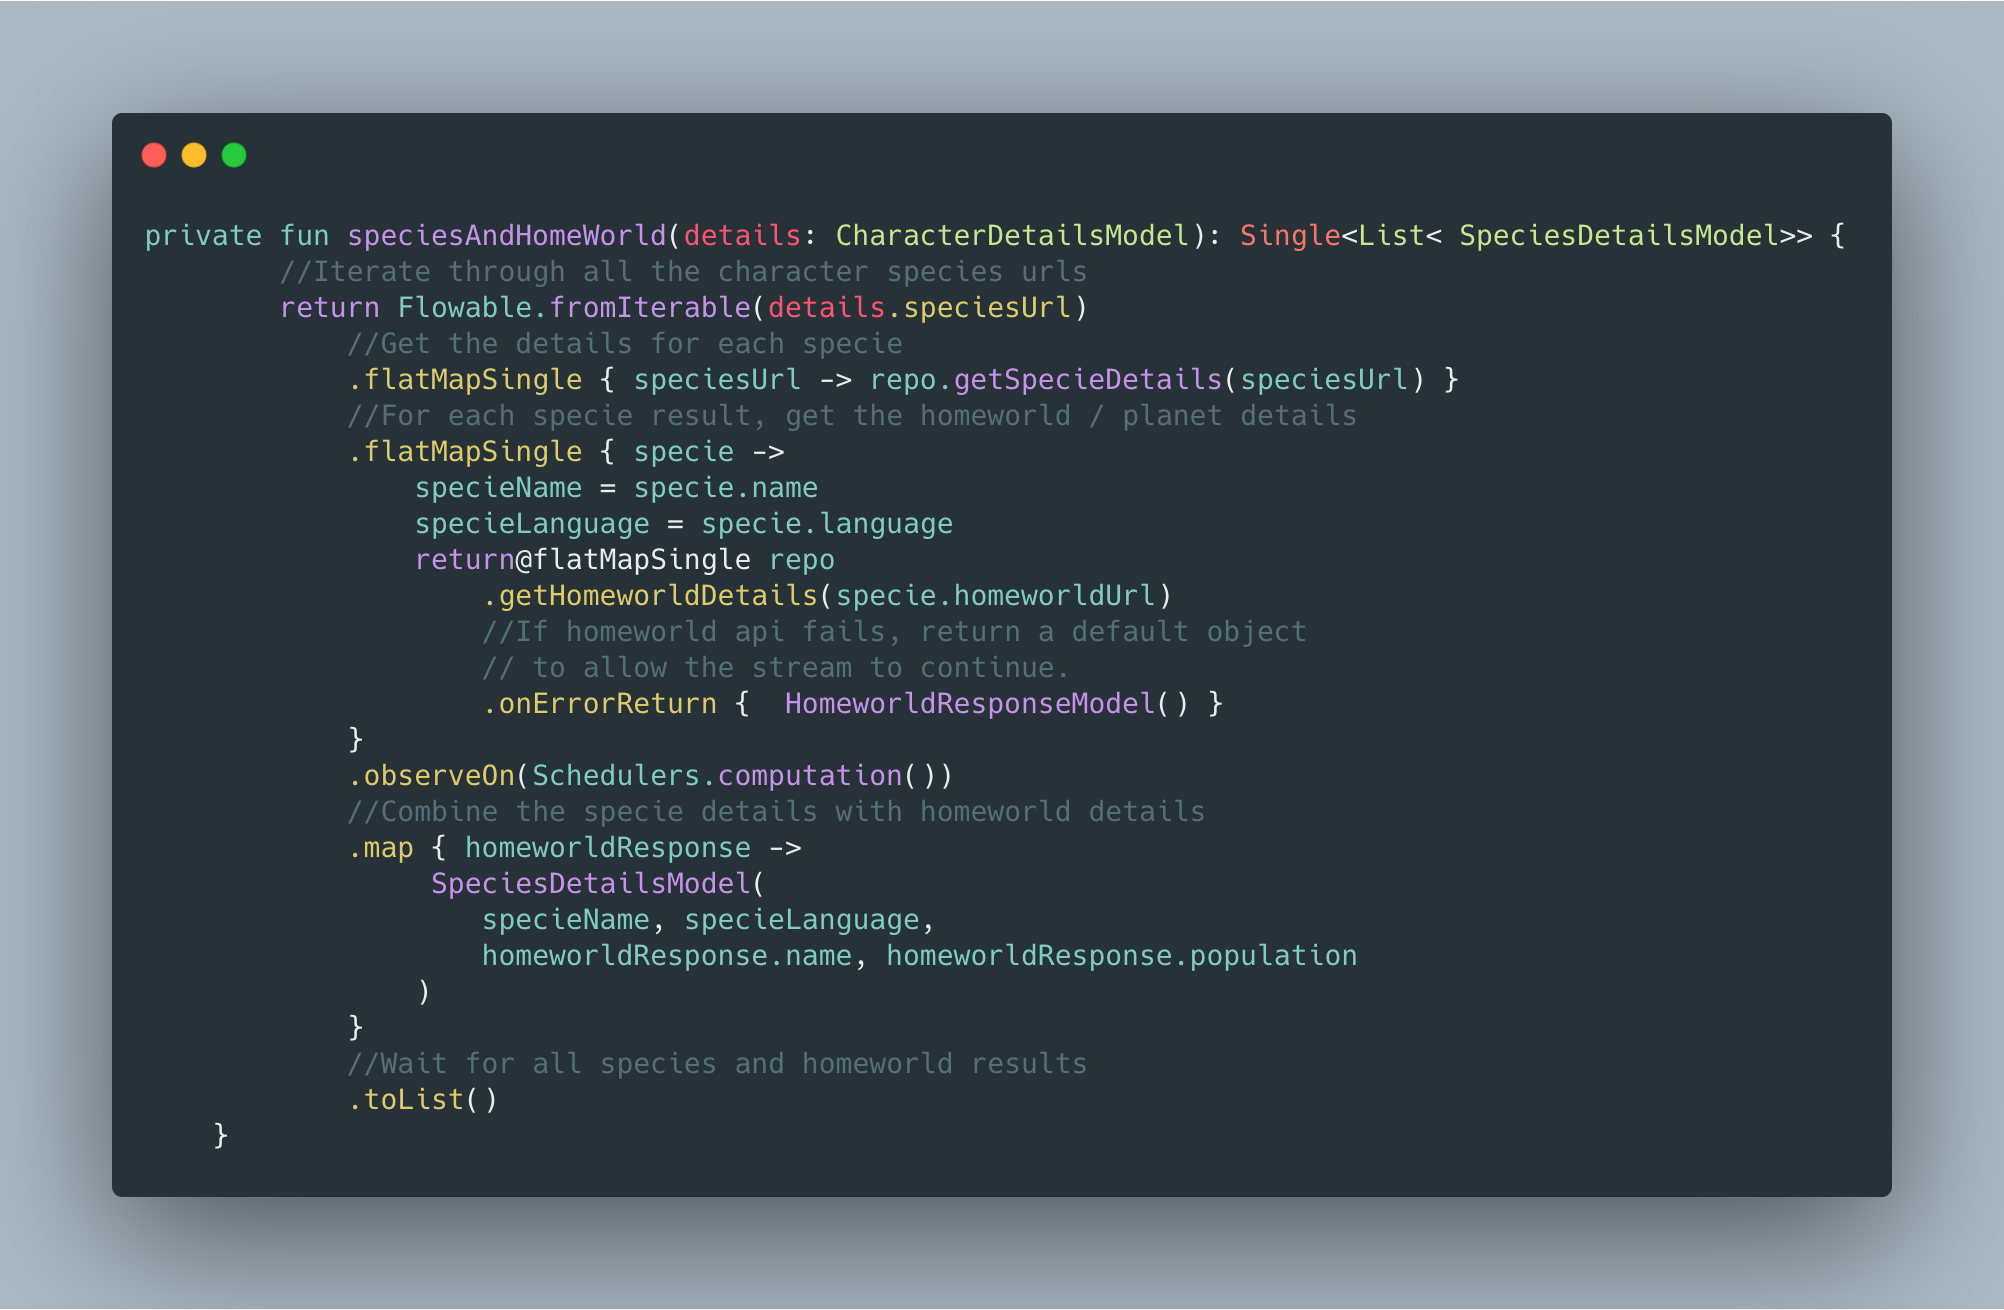 private fun speciesAndHomeWorld(details: CharacterDetailsModel): Single<List< SpeciesDetailsModel>> {
        //Iterate through all the character species urls
        return Flowable.fromIterable(details.speciesUrl)
            //Get the details for each specie
            .flatMapSingle { speciesUrl -> repo.getSpecieDetails(speciesUrl) }
            //For each specie result, get the homeworld / planet details
            .flatMapSingle { specie ->
                specieName = specie.name
                specieLanguage = specie.language
                return@flatMapSingle repo
                    .getHomeworldDetails(specie.homeworldUrl)
                    //If homeworld api fails, return a default object
                    // to allow the stream to continue.
                    .onErrorReturn {  HomeworldResponseModel() }
            }
            .observeOn(Schedulers.computation())
            //Combine the specie details with homeworld details
            .map { homeworldResponse ->
                 SpeciesDetailsModel(
                    specieName, specieLanguage,
                    homeworldResponse.name, homeworldResponse.population
                )
            }
            //Wait for all species and homeworld results
            .toList()
    }